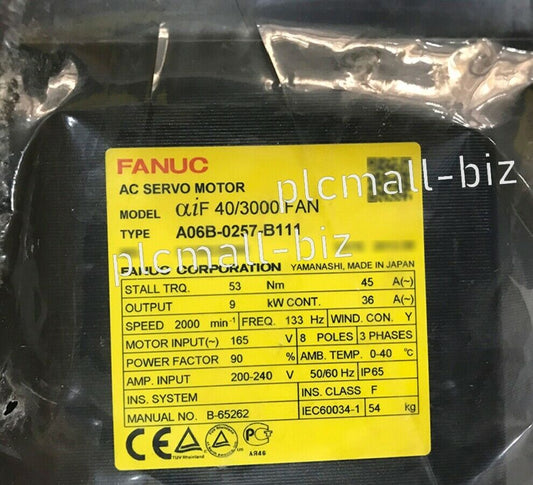 FANUC
AC SERVO MOTOR
MODEL αiF 40/3000 FAN
TYPE A06B-0257-B111
plcmall-biz
plcmall-biz
FANUC CORPORATION YAMANASHI, MADE IN JAPAN
STALL TRQ. 53 Nm 45 A(~)
OUTPUT 9 kW CONT. 36 A(~)
SPEED 2000 min-1 FREQ. 133 Hz WIND. CON. Y
MOTOR INPUT(~) 165 V 8 POLES 3 PHASES
POWER FACTOR 90 % AMB. TEMP. 0-40 ℃
AMP. INPUT 200-240 V 50/60 Hz IP65
INS. SYSTEM INS. CLASS F
MANUAL NO. B-65262 IEC60034-1 54 kg
CE TÜV Rheinland
АЯ46